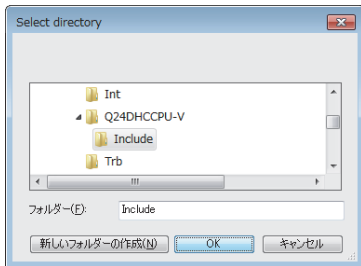 Select directory
Int
Q24DHCCPU-V
Include
Trb
フォルダー(F): Include
新しいフォルダーの作成(N) OK キャンセル